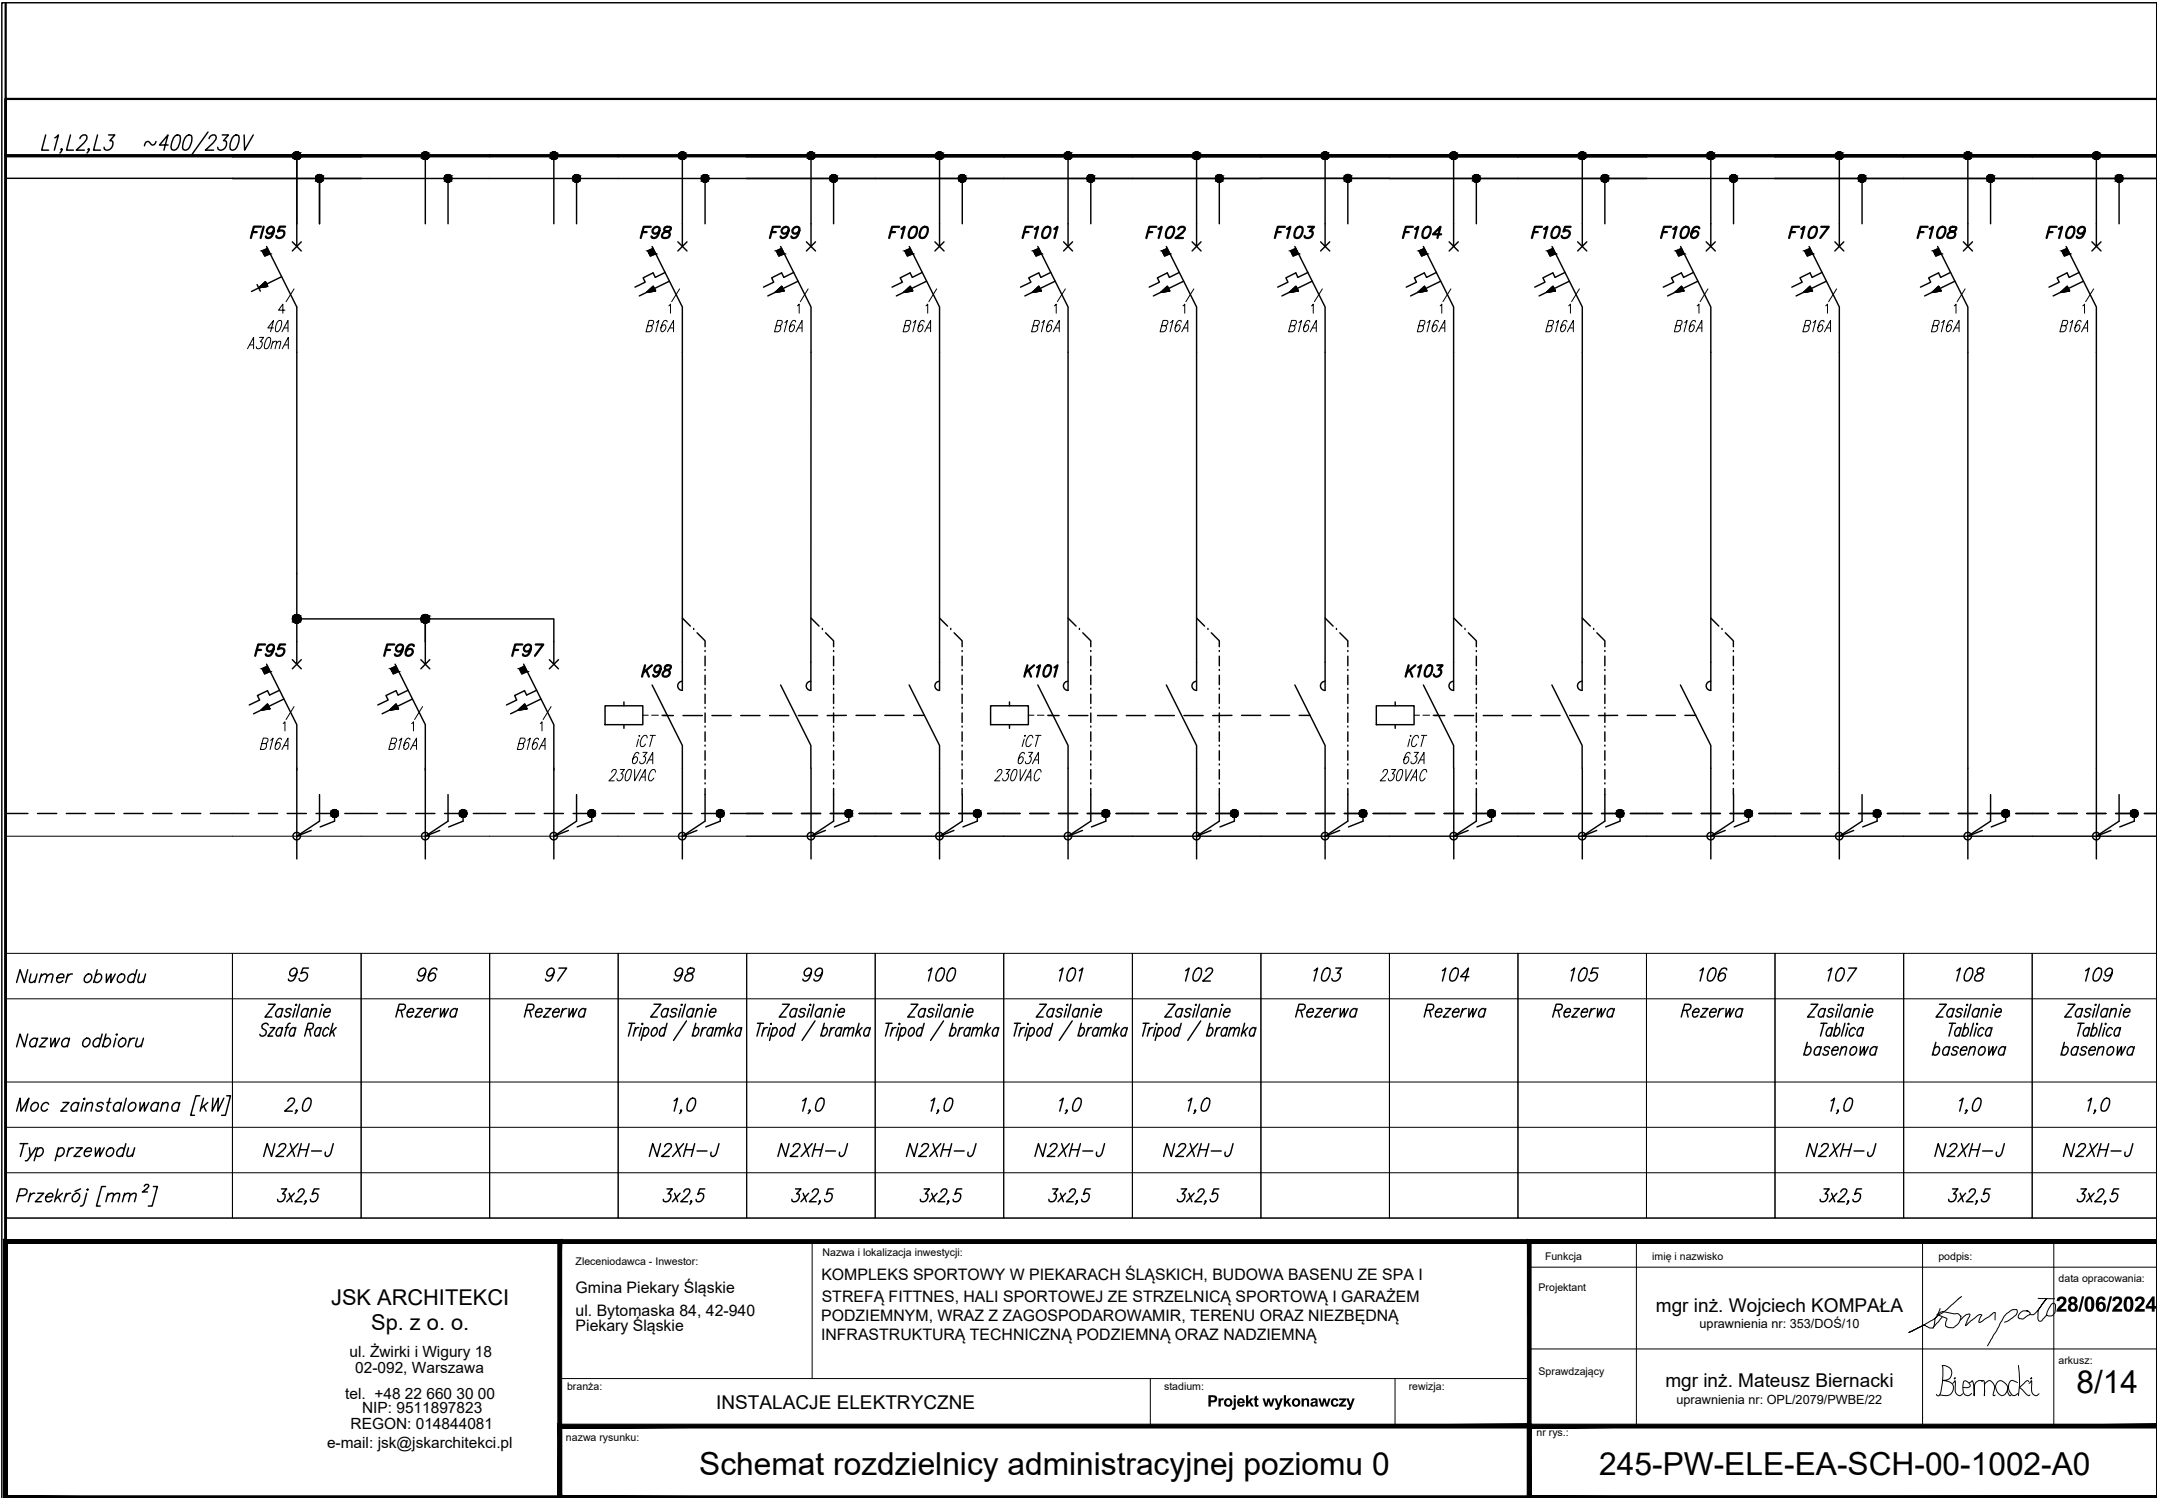 L1,L2,L3 ~400/230V
FI95 F98 F99 F100 F101 F102 F103 F104 F105 F106 F107 F108 F109
4 1 1 1 1 1 1 1 1 1 1 1 1
40A B16A B16A B16A B16A B16A B16A B16A B16A B16A B16A B16A B16A
A30mA
F95 F96 F97 K98 K101 K103
1 1 1
B16A B16A B16A iCT iCT iCT
63A 63A 63A
230VAC 230VAC 230VAC
Numer obwodu 95 96 97 98 99 100 101 102 103 104 105 106 107 108 109
Nazwa odbioru
Zasilanie
Szafa Rack
Rezerwa
Rezerwa
Zasilanie
Tripod / bramka
Zasilanie
Tripod / bramka
Zasilanie
Tripod / bramka
Zasilanie
Tripod / bramka
Zasilanie
Tripod / bramka
Rezerwa
Rezerwa
Rezerwa
Rezerwa
Zasilanie
Tablica
basenowa
Zasilanie
Tablica
basenowa
Zasilanie
Tablica
basenowa
Moc zainstalowana [kW] 2,0 1,0 1,0 1,0 1,0 1,0 1,0 1,0 1,0
Typ przewodu N2XH-J N2XH-J N2XH-J N2XH-J N2XH-J N2XH-J N2XH-J N2XH-J N2XH-J
Przekrój [mm²] 3x2,5 3x2,5 3x2,5 3x2,5 3x2,5 3x2,5 3x2,5 3x2,5 3x2,5
JSK ARCHITEKCI
Sp. z o. o.
ul. Żwirki i Wigury 18
02-092, Warszawa
tel. +48 22 660 30 00
NIP: 9511897823
REGON: 014844081
e-mail: jsk@jskarchitekci.pl
Zleceniodawca - Inwestor:
Gmina Piekary Śląskie
ul. Bytomaska 84, 42-940
Piekary Śląskie
Nazwa i lokalizacja inwestycji:
KOMPLEKS SPORTOWY W PIEKARACH ŚLĄSKICH, BUDOWA BASENU ZE SPA I
STREFĄ FITTNES, HALI SPORTOWEJ ZE STRZELNICĄ SPORTOWĄ I GARAŻEM
PODZIEMNYM, WRAZ Z ZAGOSPODAROWAMIR, TERENU ORAZ NIEZBĘDNĄ
INFRASTRUKTURĄ TECHNICZNĄ PODZIEMNĄ ORAZ NADZIEMNĄ
branża:
INSTALACJE ELEKTRYCZNE
stadium:
Projekt wykonawczy
rewizja:
nazwa rysunku:
Schemat rozdzielnicy administracyjnej poziomu 0
Funkcja imię i nazwisko podpis:
Projektant
mgr inż. Wojciech KOMPAŁA
uprawnienia nr: 353/DOŚ/10
Kompała
data opracowania:
28/06/2024
Sprawdzający
mgr inż. Mateusz Biernacki
uprawnienia nr: OPL/2079/PWBE/22
Biernacki
arkusz:
8/14
nr rys.:
245-PW-ELE-EA-SCH-00-1002-A0